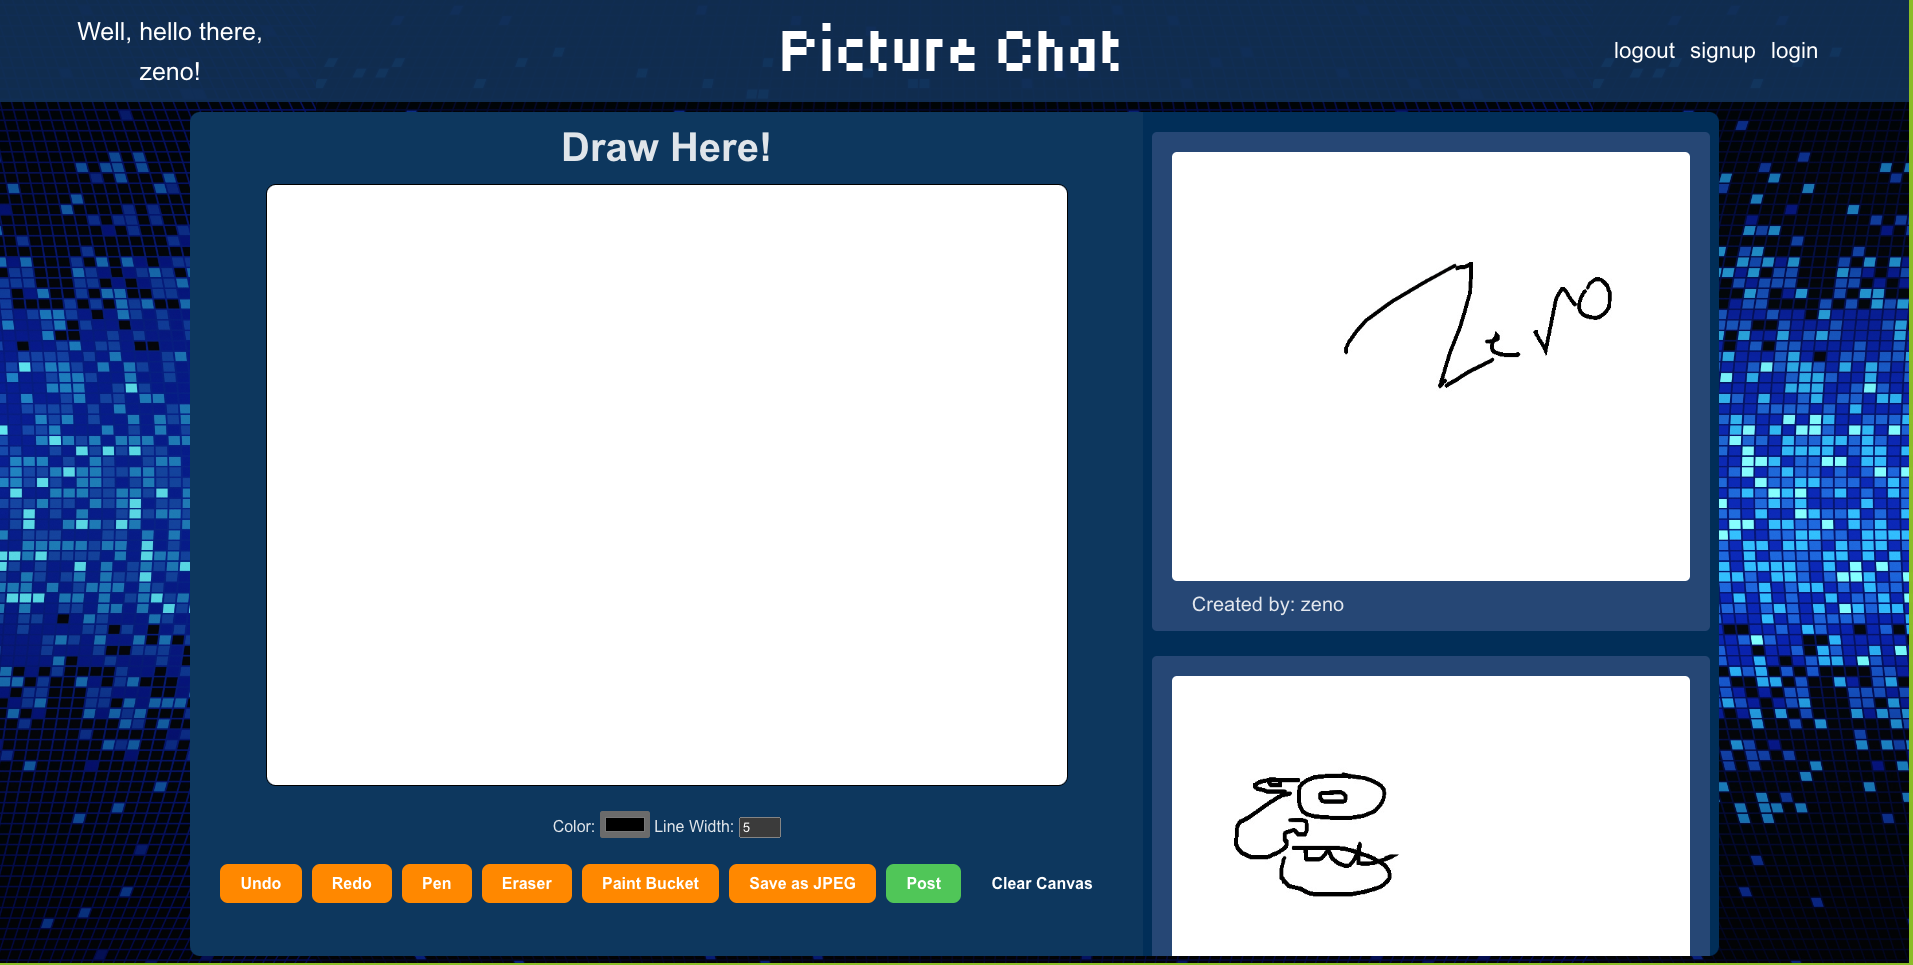 Well, hello there,
zeno!
Picture Chat
logout signup login
Draw Here!
Color: Line Width: 5
Undo Redo Pen Eraser Paint Bucket Save as JPEG Post Clear Canvas
Zeno
Created by: zeno